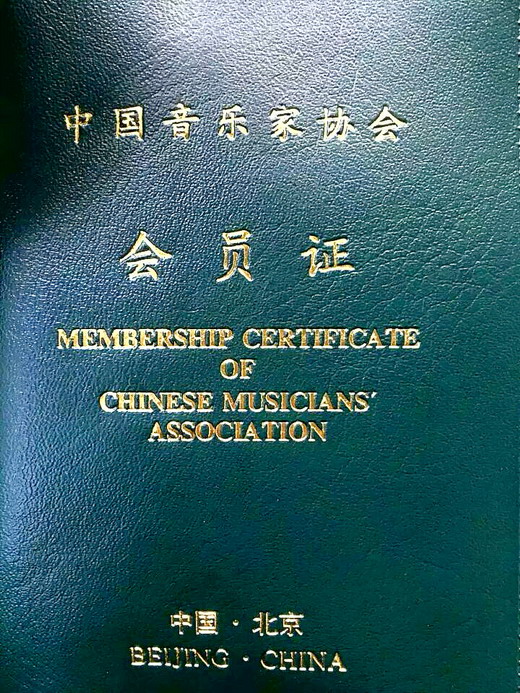 中国音乐家协会
会员证
MEMBERSHIP CERTIFICATE
OF
CHINESE MUSICIANS'
ASSOCIATION
中国·北京
BEIJING·CHINA